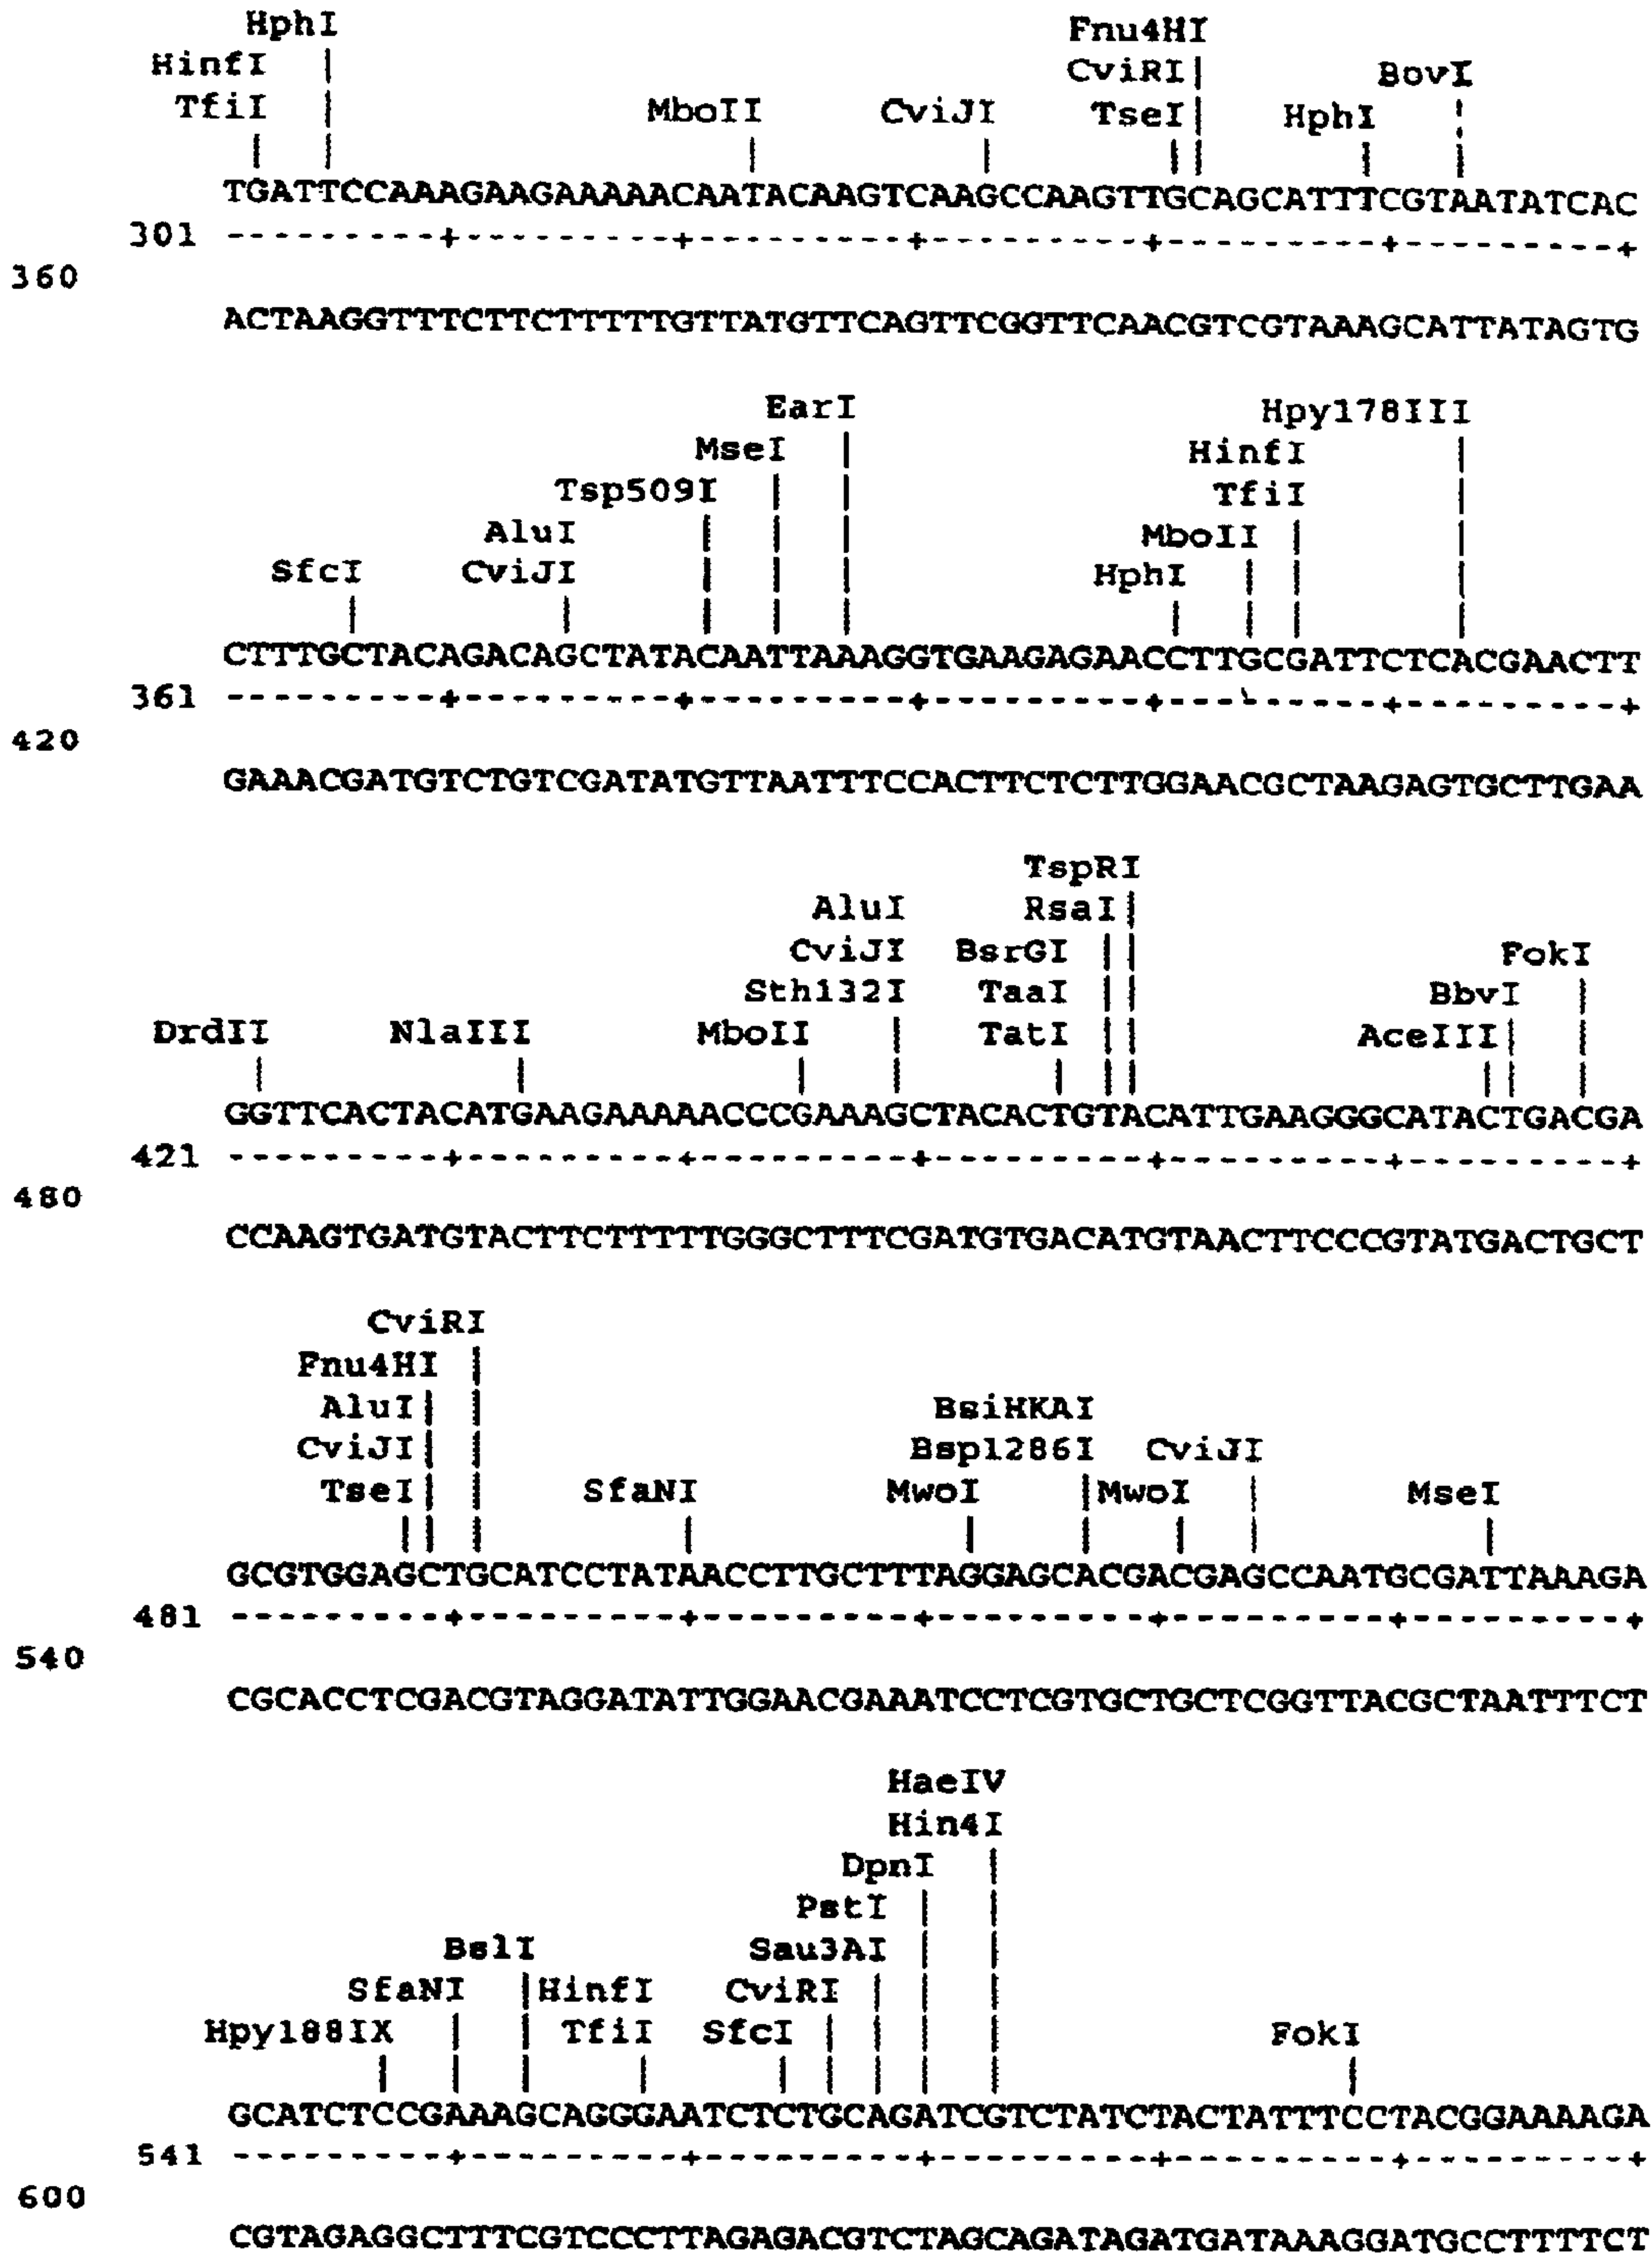 HphI Fnu4HI
HinfI CviRI BovI
TfiI MboII CviJI TseI HphI
TGATTCCAAAGAAGAAAAACAATACAAGTCAAGCCAAGTTGCAGCATTTCGTAATATCAC
301 ---------+---------+---------+---------+---------+---------+
360
ACTAAGGTTTCTTCTTTTTGTTATGTTCAGTTCGGTTCAACGTCGTAAAGCATTATAGTG
EarI Hpy178III
MseI HinfI
Tsp509I TfiI
AluI MboII
SfcI CviJI HphI
CTTTGCTACAGACAGCTATACAATTAAAGGTGAAGAGAACCTTGCGATTCTCACGAACTT
361 ---------+---------+---------+---------+---------+---------+
420
GAAACGATGTCTGTCGATATGTTAATTTCCACTTCTCTTGGAACGCTAAGAGTGCTTGAA
TspRI
AluI RsaI
CviJI BsrGI FokI
Sth132I TaaI BbvI
DrdII NlaIII MboII TatI AceIII
GGTTCACTACATGAAGAAAAACCCGAAAGCTACACTGTACATTGAAGGGCATACTGACGA
421 ---------+---------+---------+---------+---------+---------+
480
CCAAGTGATGTACTTCTTTTTGGGCTTTCGATGTGACATGTAACTTCCCGTATGACTGCT
CviRI
Fnu4HI
AluI BsiHKAI
CviJI Bsp1286I CviJI
TseI SfaNI MwoI MwoI MseI
GCGTGGAGCTGCATCCTATAACCTTGCTTTAGGAGCACGACGAGCCAATGCGATTAAAGA
481 ---------+---------+---------+---------+---------+---------+
540
CGCACCTCGACGTAGGATATTGGAACGAAATCCTCGTGCTGCTCGGTTACGCTAATTTCT
HaeIV
Hin4I
DpnI
PstI
BslI Sau3AI
SfaNI HinfI CviRI
Hpy188IX TfiI SfcI FokI
GCATCTCCGAAAGCAGGGAATCTCTGCAGATCGTCTATCTACTATTTCCTACGGAAAAGA
541 ---------+---------+---------+---------+---------+---------+
600
CGTAGAGGCTTTCGTCCCTTAGAGACGTCTAGCAGATAGATGATAAAGGATGCCTTTTCT